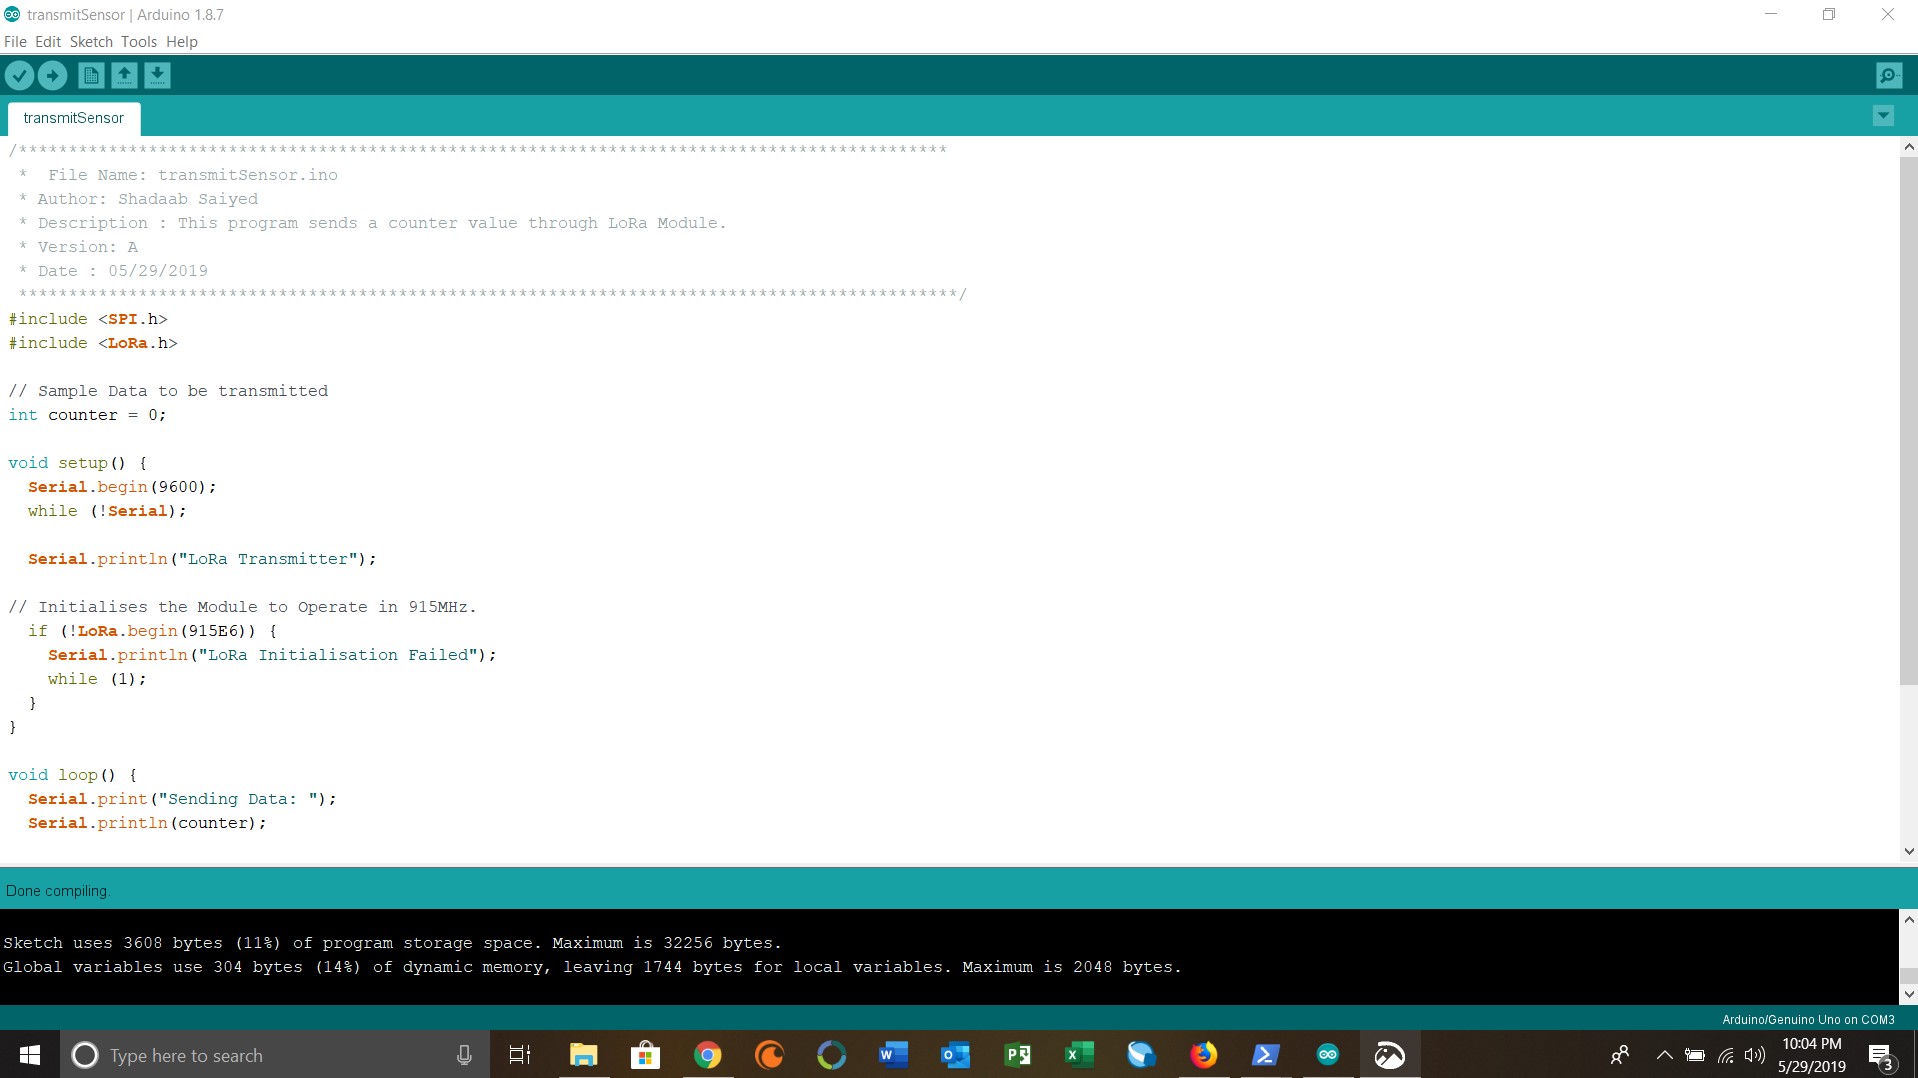 transmitSensor | Arduino 1.8.7
File Edit Sketch Tools Help
transmitSensor
/*********************************************************************************************
 *  File Name: transmitSensor.ino
 * Author: Shadaab Saiyed
 * Description : This program sends a counter value through LoRa Module.
 * Version: A
 * Date : 05/29/2019
 **********************************************************************************************/
#include <SPI.h>
#include <LoRa.h>
// Sample Data to be transmitted
int counter = 0;
void setup() {
  Serial.begin(9600);
  while (!Serial);
  Serial.println("LoRa Transmitter");
// Initialises the Module to Operate in 915MHz.
  if (!LoRa.begin(915E6)) {
    Serial.println("LoRa Initialisation Failed");
    while (1);
  }
}
void loop() {
  Serial.print("Sending Data: ");
  Serial.println(counter);
Done compiling.
Sketch uses 3608 bytes (11%) of program storage space. Maximum is 32256 bytes.
Global variables use 304 bytes (14%) of dynamic memory, leaving 1744 bytes for local variables. Maximum is 2048 bytes.
Arduino/Genuino Uno on COM3
Type here to search
10:04 PM
5/29/2019
3